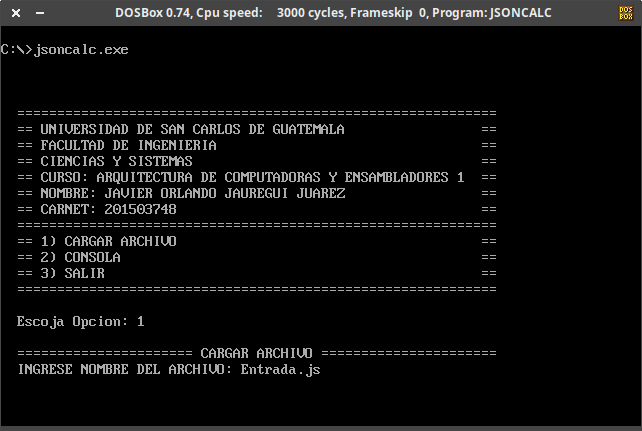 DOSBox 0.74, Cpu speed: 3000 cycles, Frameskip 0, Program: JSONCALC
DOS BOX
C:\>jsoncalc.exe
============================================================
== UNIVERSIDAD DE SAN CARLOS DE GUATEMALA                 ==
== FACULTAD DE INGENIERIA                                 ==
== CIENCIAS Y SISTEMAS                                    ==
== CURSO: ARQUITECTURA DE COMPUTADORAS Y ENSAMBLADORES 1  ==
== NOMBRE: JAVIER ORLANDO JAUREGUI JUAREZ                 ==
== CARNET: 201503748                                      ==
============================================================
== 1) CARGAR ARCHIVO                                      ==
== 2) CONSOLA                                             ==
== 3) SALIR                                               ==
============================================================
Escoja Opcion: 1
====================== CARGAR ARCHIVO ======================
INGRESE NOMBRE DEL ARCHIVO: Entrada.js